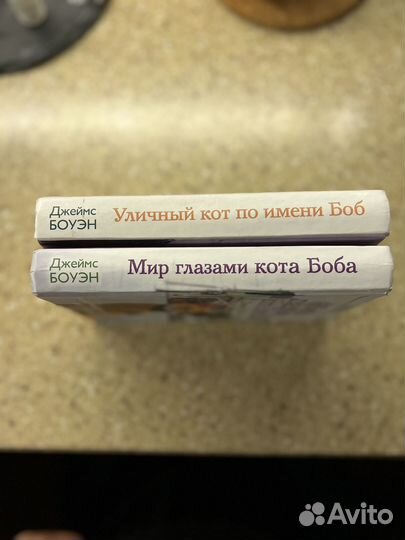 Джеймс
БОУЭН
Уличный кот по имени Боб
Джеймс
БОУЭН
Мир глазами кота Боба
Avito